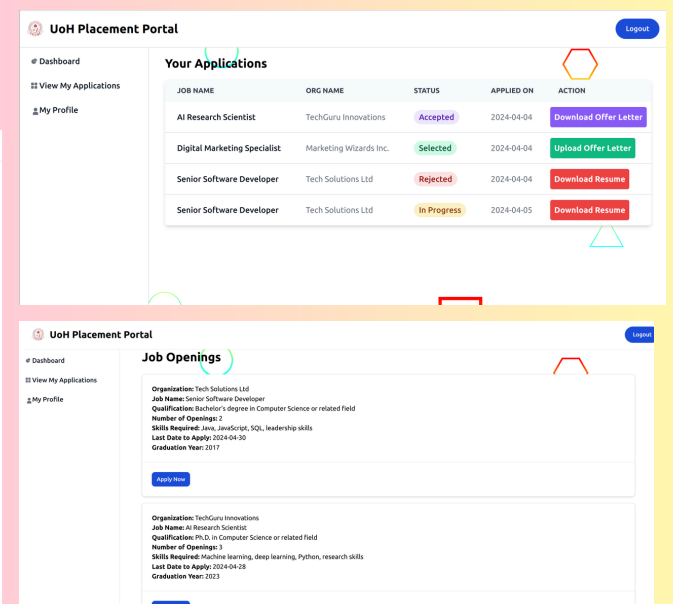 UoH Placement Portal
Logout
Dashboard
View My Applications
My Profile
Your Applications
JOB NAME ORG NAME STATUS APPLIED ON ACTION
AI Research Scientist TechGuru Innovations Accepted 2024-04-04 Download Offer Letter
Digital Marketing Specialist Marketing Wizards Inc. Selected 2024-04-04 Upload Offer Letter
Senior Software Developer Tech Solutions Ltd Rejected 2024-04-04 Download Resume
Senior Software Developer Tech Solutions Ltd In Progress 2024-04-05 Download Resume
UoH Placement Portal
Logout
Dashboard
View My Applications
My Profile
Job Openings
Organization: Tech Solutions Ltd
Job Name: Senior Software Developer
Qualification: Bachelor's degree in Computer Science or related field
Number of Openings: 2
Skills Required: Java, JavaScript, SQL, leadership skills
Last Date to Apply: 2024-04-30
Graduation Year: 2017
Apply Now
Organization: TechGuru Innovations
Job Name: AI Research Scientist
Qualification: Ph.D. in Computer Science or related field
Number of Openings: 3
Skills Required: Machine learning, deep learning, Python, research skills
Last Date to Apply: 2024-04-28
Graduation Year: 2023